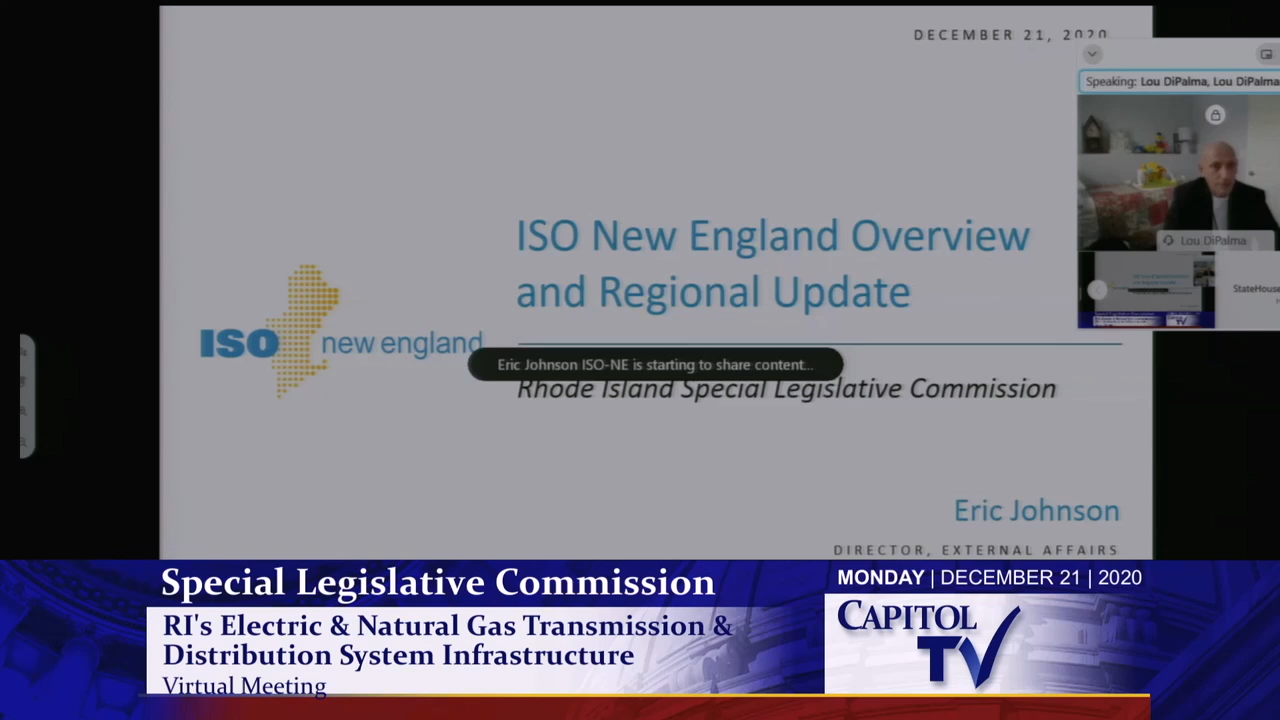 DECEMBER 21, 2020
Speaking: Lou DiPalma, Lou DiPalma
Lou DiPalma
StateHouse
ISO New England Overview
and Regional Update
ISO new england
Eric Johnson ISO-NE is starting to share content...
Rhode Island Special Legislative Commission
Eric Johnson
DIRECTOR, EXTERNAL AFFAIRS
Special Legislative Commission
RI's Electric & Natural Gas Transmission &
Distribution System Infrastructure
Virtual Meeting
MONDAY | DECEMBER 21 | 2020
CAPITOL
TV